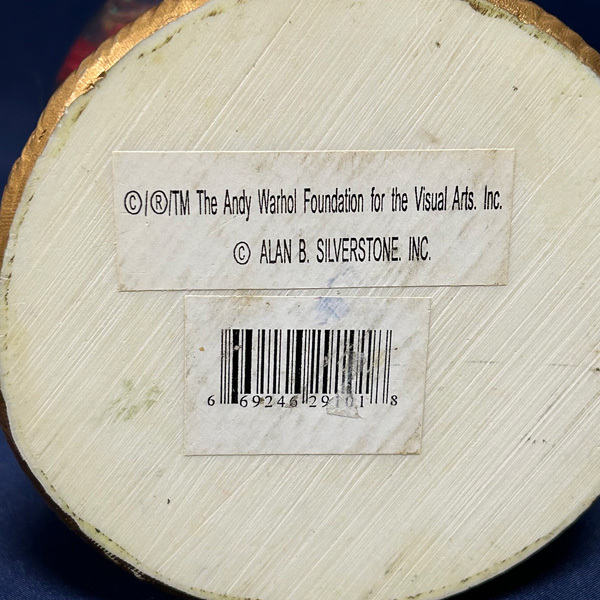 ©/®/TM The Andy Warhol Foundation for the Visual Arts. Inc.
© ALAN B. SILVERSTONE. INC.
6 69246 29101 8